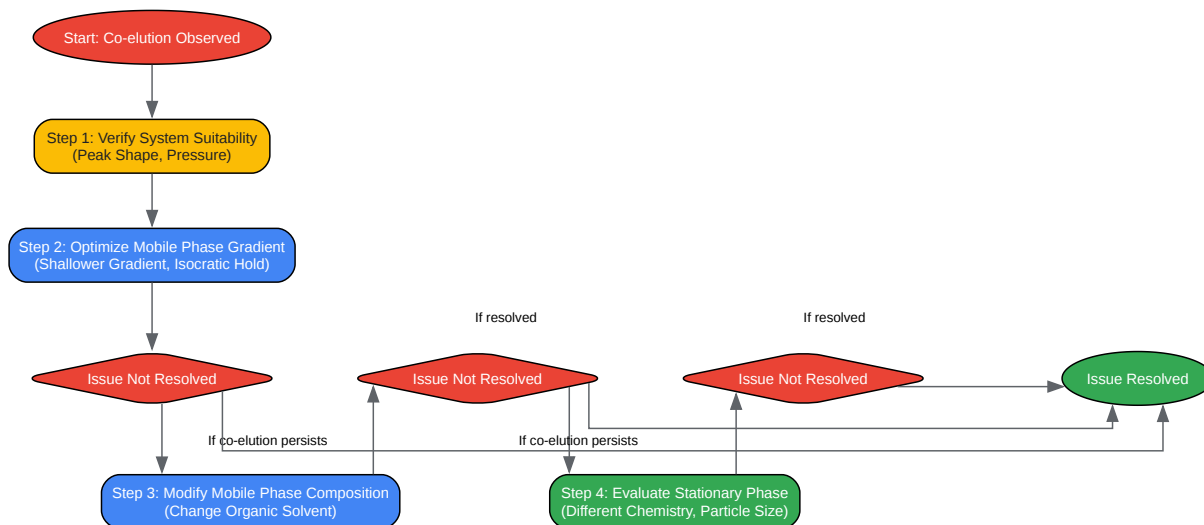 Start: Co-elution Observed
Step 1: Verify System Suitability
(Peak Shape, Pressure)
Step 2: Optimize Mobile Phase Gradient
(Shallower Gradient, Isocratic Hold)
If resolved
If resolved
Issue Not Resolved
Issue Not Resolved
Issue Not Resolved
Issue Resolved
If co-elution persists
If co-elution persists
Step 3: Modify Mobile Phase Composition
(Change Organic Solvent)
Step 4: Evaluate Stationary Phase
(Different Chemistry, Particle Size)